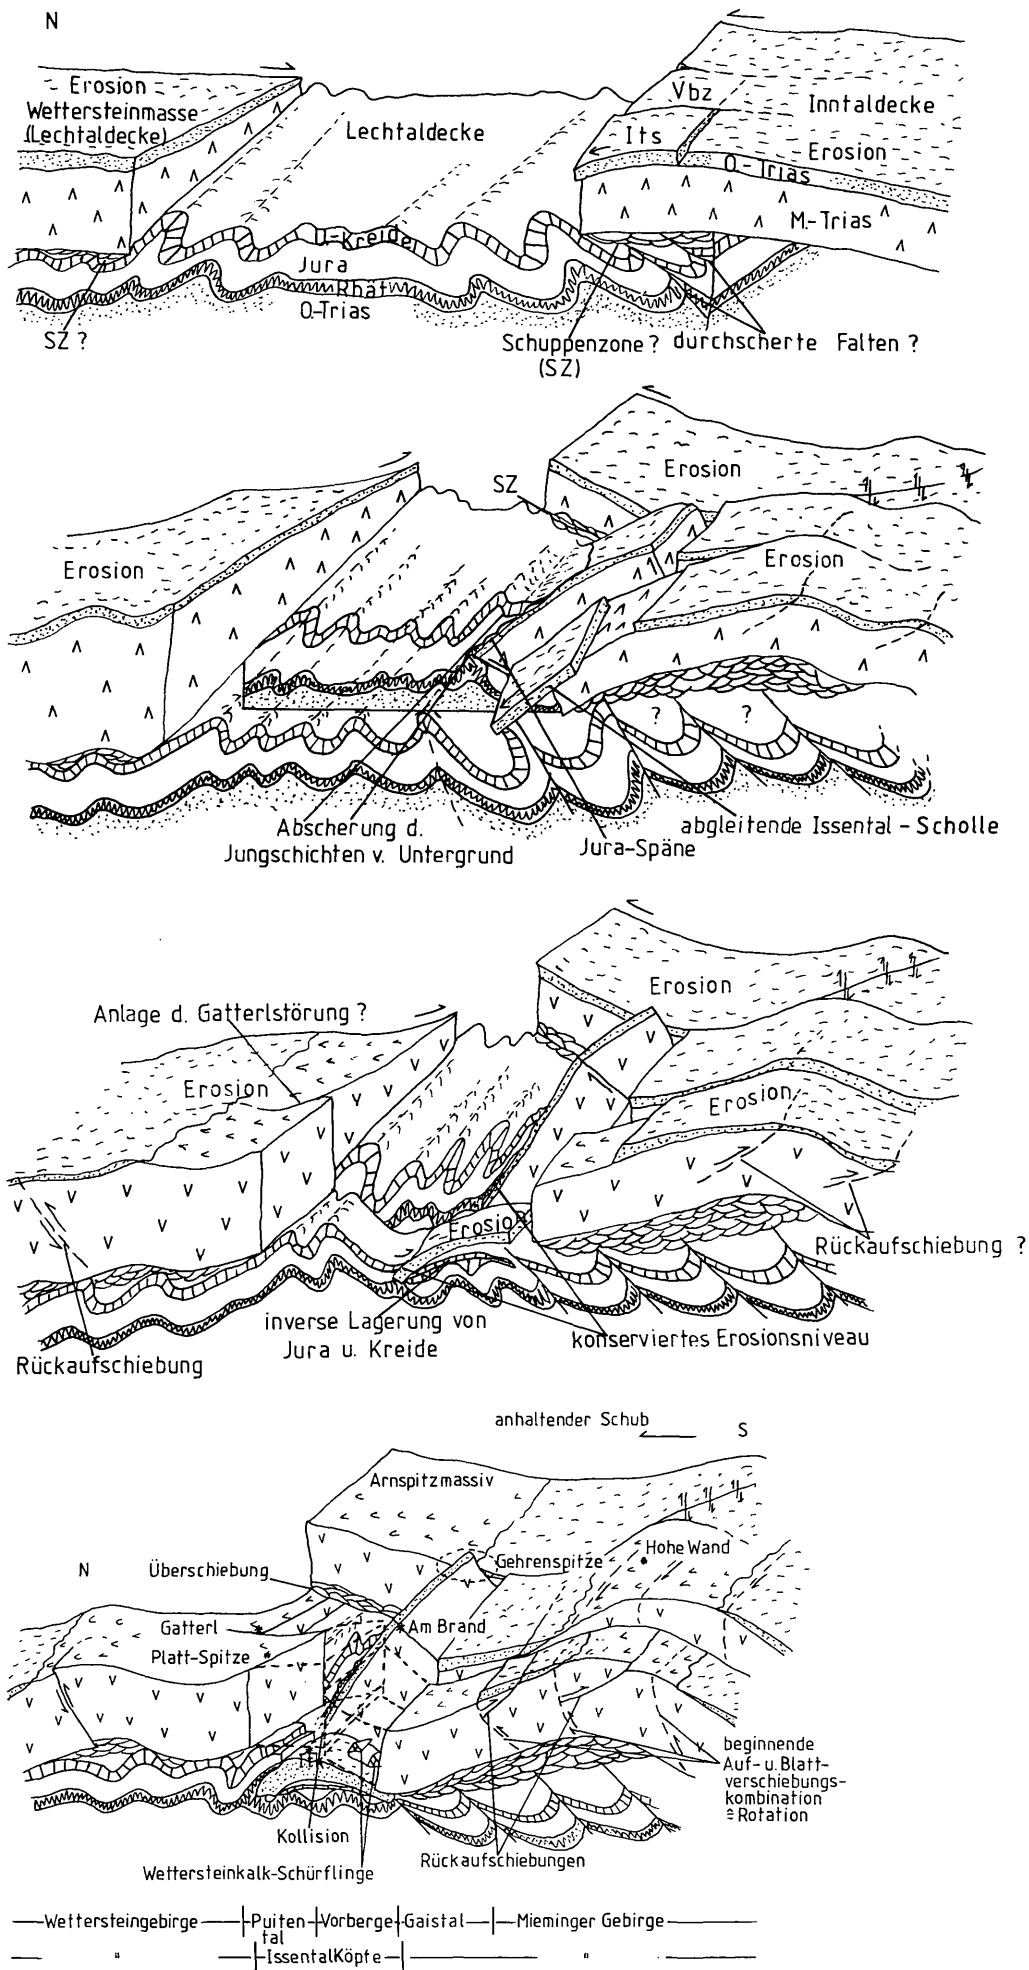 N
Erosion
Wettersteinmasse
(Lechtaldecke)
Lechtaldecke
Vbz
Its
Inntaldecke
Erosion
O.-Trias
M.-Trias
U.-Kreide
Jura
Rhät
O.-Trias
SZ ?
Schuppenzone ?
(SZ)
durchscherte Falten ?
Erosion
SZ
Erosion
Erosion
? ?
Abscherung d.
Jungschichten v. Untergrund
Jura-Späne
abgleitende Issental-Scholle
Anlage d. Gatterlstörung ?
Erosion
Erosion
Erosion
Erosion
Rückaufschiebung ?
inverse Lagerung von
Jura u. Kreide
konserviertes Erosionsniveau
Rückaufschiebung
anhaltender Schub
S
Arnspitzmassiv
N
Überschiebung
Gehrenspitze
Hohe Wand
Gatterl
Am Brand
Platt-Spitze
beginnende
Auf- u. Blatt-
verschiebungs-
kombination
≙ Rotation
Kollision
Wettersteinkalk-Schürflinge
Rückaufschiebungen
Wettersteingebirge
Puiten
tal
Vorberge
Gaistal
Mieminger Gebirge
" IssentalKöpfe "